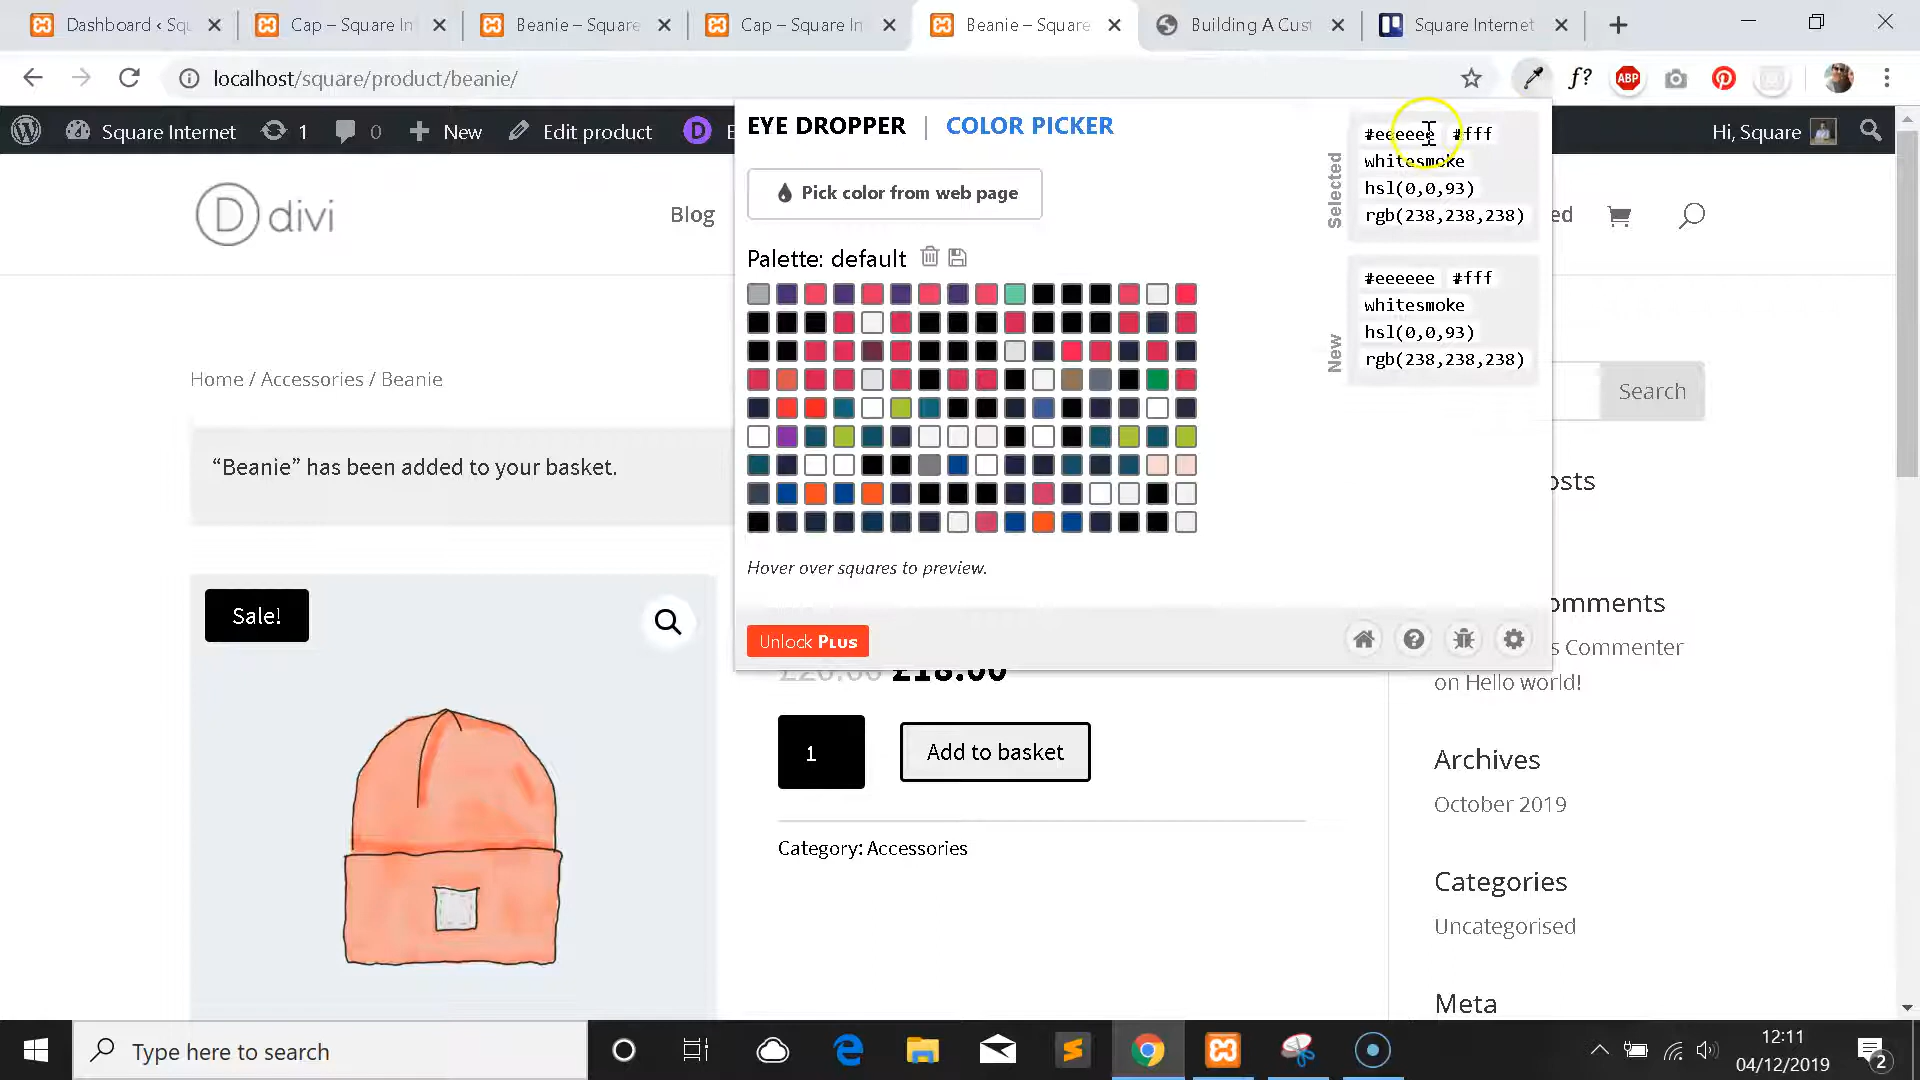 Dashboard ‹ Squ
Cap – Square In
Beanie – Square
Cap – Square In
Beanie – Square
Building A Cust
Square Internet
localhost/square/product/beanie/
f?
ABP
Square Internet
1
0
New
Edit product
D
Hi, Square
D divi
Blog
EYE DROPPER | COLOR PICKER
Pick color from web page
Palette: default
Hover over squares to preview.
Unlock PLUS
Selected
#eeeeee #fff
whitesmoke
hsl(0,0,93)
rgb(238,238,238)
New
#eeeeee #fff
whitesmoke
hsl(0,0,93)
rgb(238,238,238)
Home / Accessories / Beanie
Search
“Beanie” has been added to your basket.
Sale!
£18.00
1
Add to basket
Category: Accessories
on Hello world!
Commenter
Archives
October 2019
Categories
Uncategorised
Meta
Type here to search
12:11
04/12/2019
2